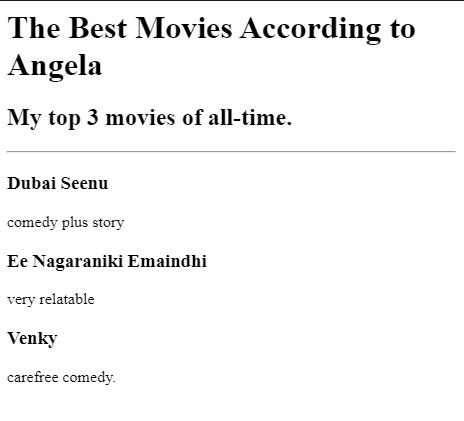 The Best Movies According to
Angela
My top 3 movies of all-time.
Dubai Seenu
comedy plus story
Ee Nagaraniki Emaindhi
very relatable
Venky
carefree comedy.